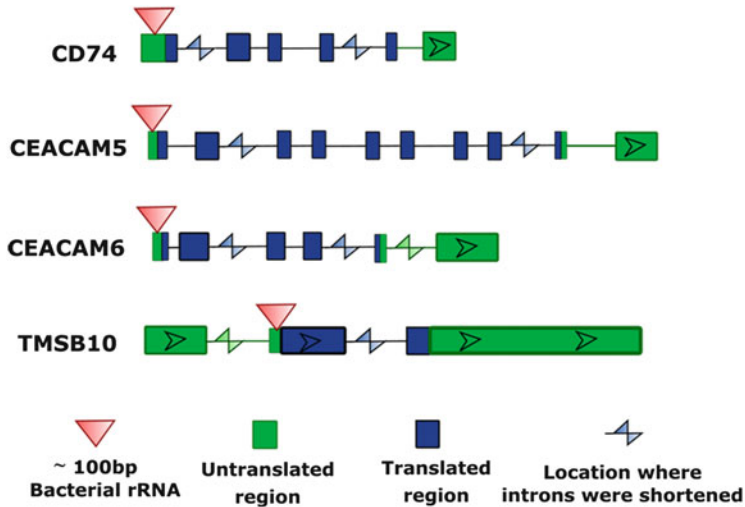 CD74
CEACAM5
CEACAM6
TMSB10
~ 100bp
Bacterial rRNA
Untranslated
region
Translated
region
Location where
introns were shortened